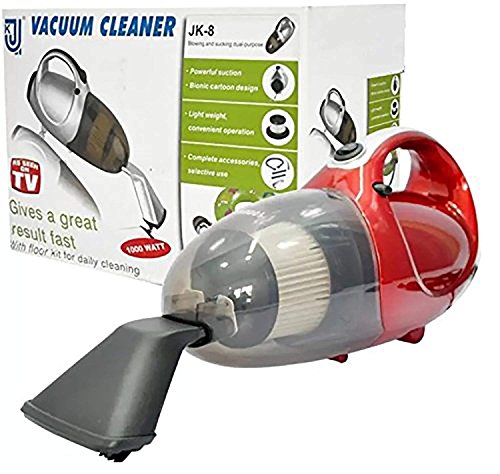 KJ
VACUUM CLEANER
JK-8
Blowing and sucking dual purpose
• Powerful suction
• Bionic cartoon design
• Light weight,
convenient operation
• Complete accessories,
selective use
AS SEEN
ON
TV
Gives a great
result fast
With floor kit for daily cleaning
1000 WATT